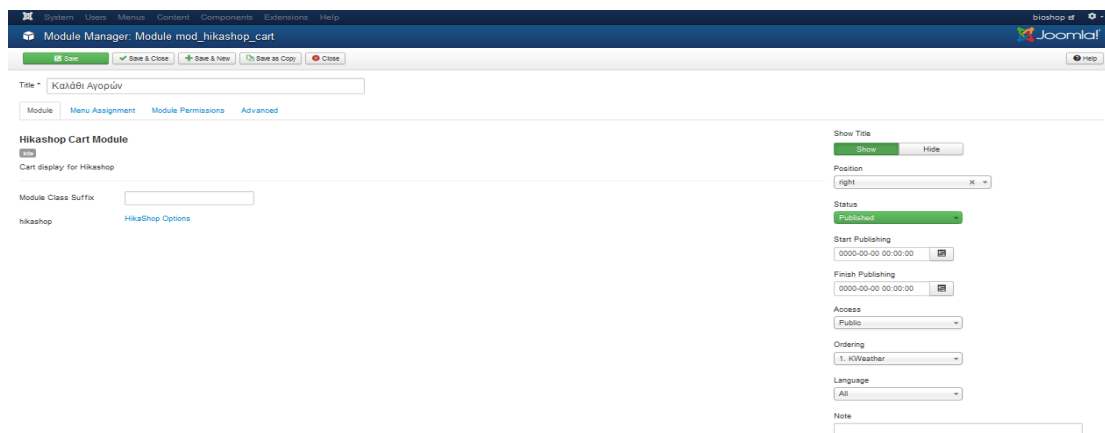 System Users Menus Content Components Extensions Help bioshop
Module Manager: Module mod_hikashop_cart Joomla!
Save Save & Close Save & New Save as Copy Close Help
Title * Καλάθι Αγορών
Module Menu Assignment Module Permissions Advanced
Hikashop Cart Module
Site
Cart display for Hikashop
Module Class Suffix
hikashop HikaShop Options
Show Title
Show Hide
Position
right
Status
Published
Start Publishing
0000-00-00 00:00:00
Finish Publishing
0000-00-00 00:00:00
Access
Public
Ordering
1. KWeather
Language
All
Note